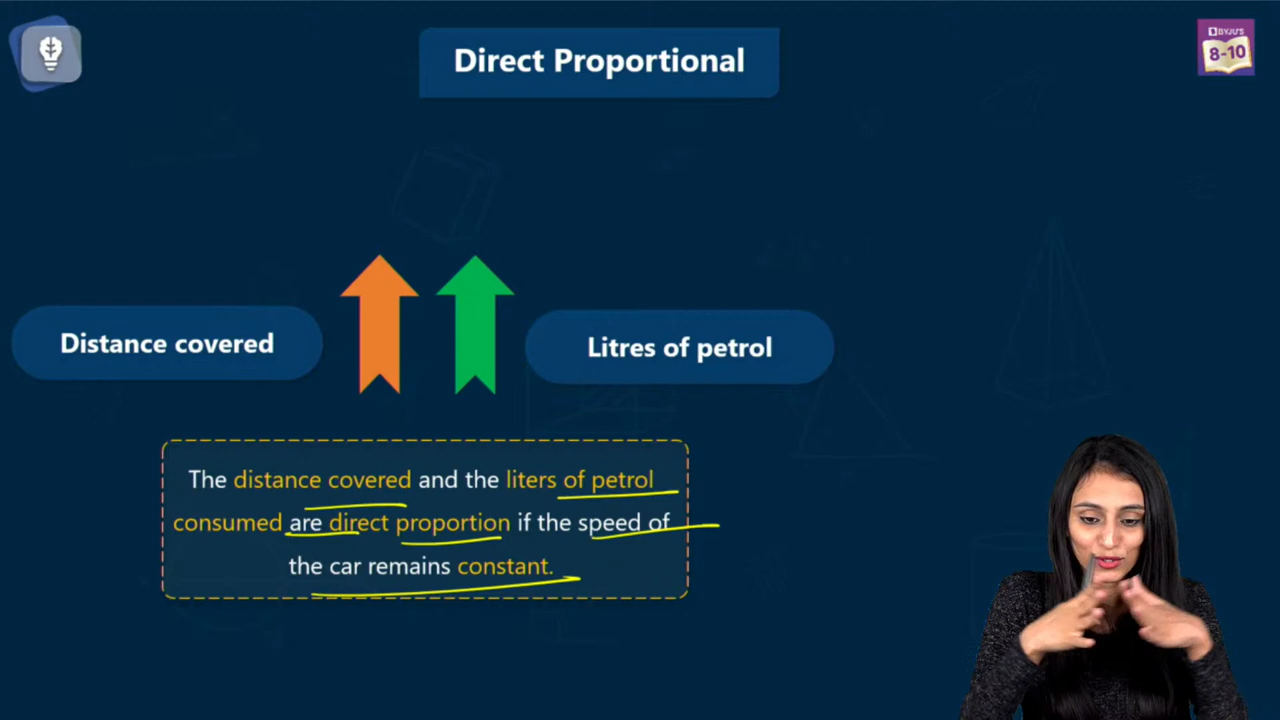 Direct Proportional
BYJU'S
8-10
Distance covered
Litres of petrol
The distance covered and the liters of petrol
consumed are direct proportion if the speed of
the car remains constant.